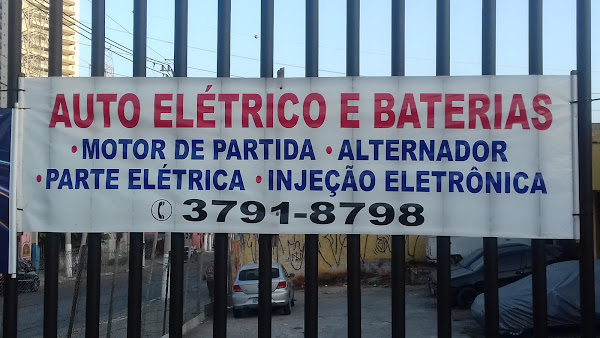 AUTO ELÉTRICO E BATERIAS
• MOTOR DE PARTIDA • ALTERNADOR
• PARTE ELÉTRICA • INJEÇÃO ELETRÔNICA
3791-8798